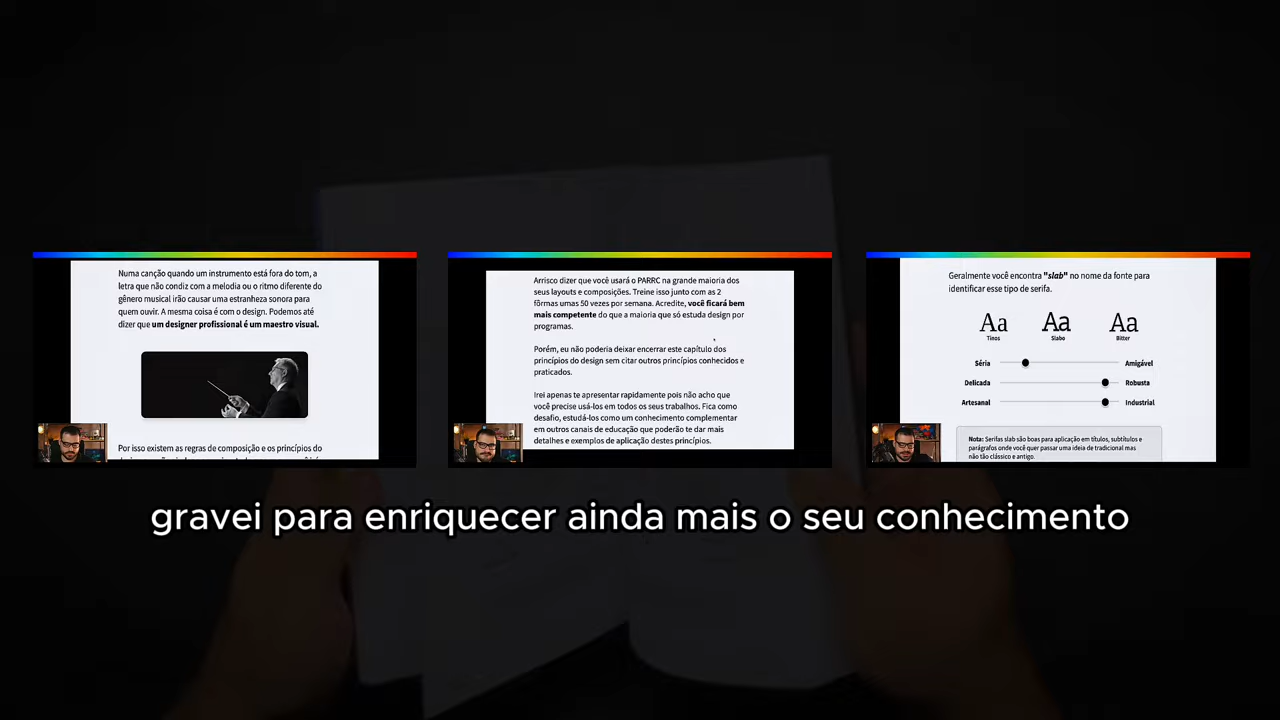 Numa canção quando um instrumento está fora do tom, a
letra que não condiz com a melodia ou o ritmo diferente do
gênero musical irão causar uma estranheza sonora para
quem ouvir. A mesma coisa é com o design. Podemos até
dizer que um designer profissional é um maestro visual.
Por isso existem as regras de composição e os princípios do
Arrisco dizer que você usará o PARRC na grande maioria dos
seus layouts e composições. Treine isso junto com as 2
fôrmas umas 50 vezes por semana. Acredite, você ficará bem
mais competente do que a maioria que só estuda design por
programas.
Porém, eu não poderia deixar encerrar este capítulo dos
princípios do design sem citar outros princípios conhecidos e
praticados.
Irei apenas te apresentar rapidamente pois não acho que
você precise usá-los em todos os seus trabalhos. Fica como
desafio, estudá-los como um conhecimento complementar
em outros canais de educação que poderão te dar mais
detalhes e exemplos de aplicação destes princípios.
Geralmente você encontra "slab" no nome da fonte para
identificar esse tipo de serifa.
Aa Aa Aa
Tinos Slabo Bitter
Séria Amigável
Delicada Robusta
Artesanal Industrial
Nota: Serifas slab são boas para aplicação em títulos, subtítulos e
parágrafos onde você quer passar uma ideia de tradicional mas
não tão clássico e antigo.
gravei para enriquecer ainda mais o seu conhecimento